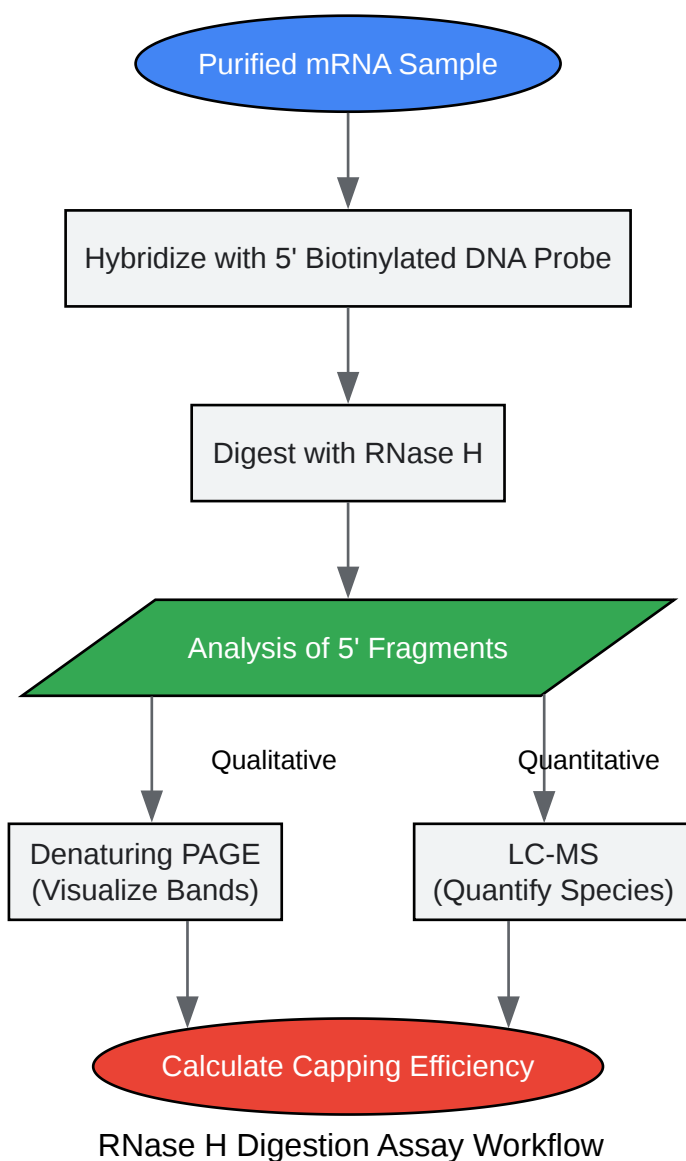 Purified mRNA Sample
Hybridize with 5' Biotinylated DNA Probe
Digest with RNase H
Analysis of 5' Fragments
Qualitative
Quantitative
Denaturing PAGE
(Visualize Bands)
LC-MS
(Quantify Species)
Calculate Capping Efficiency
RNase H Digestion Assay Workflow